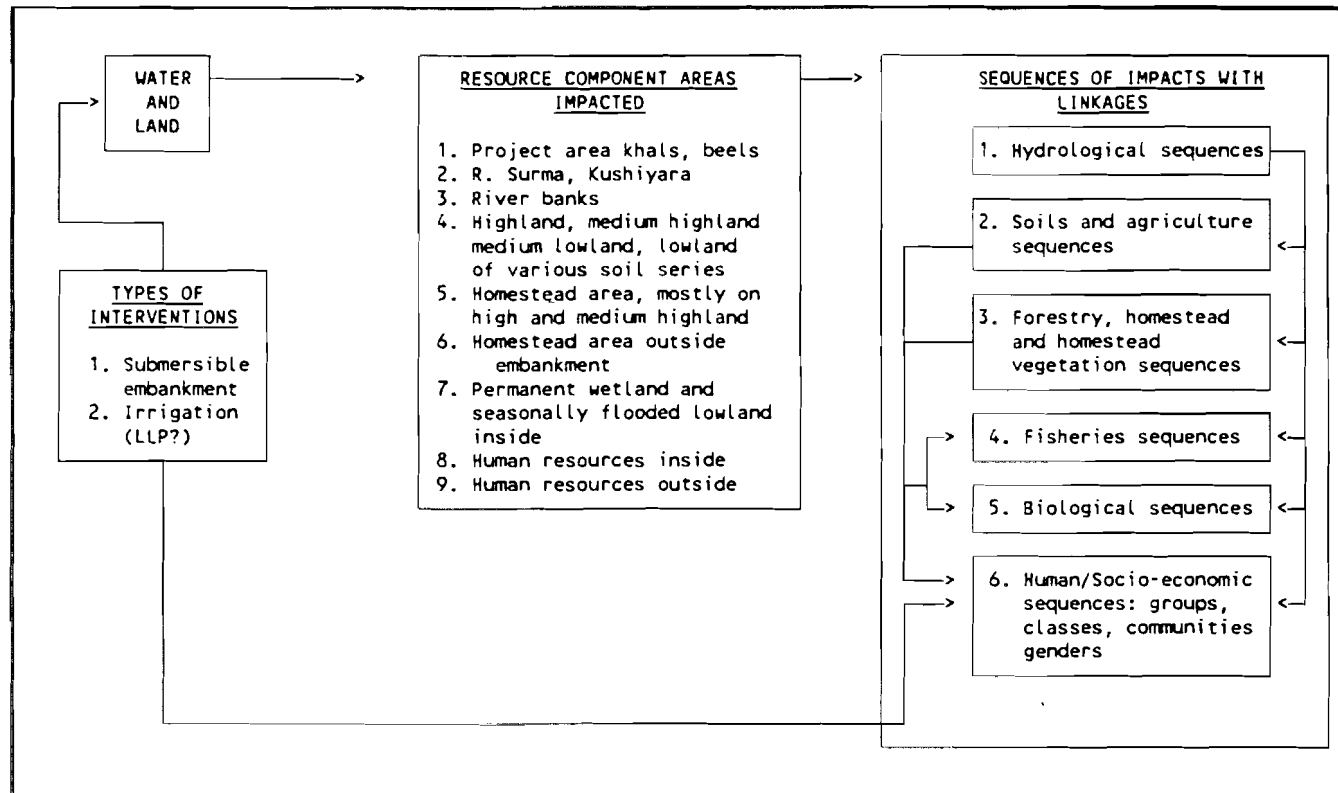 WATER
AND
LAND
TYPES OF
INTERVENTIONS
1. Submersible
embankment
2. Irrigation
(LLP?)
RESOURCE COMPONENT AREAS
IMPACTED
1. Project area khals, beels
2. R. Surma, Kushiyara
3. River banks
4. Highland, medium highland
medium lowland, lowland
of various soil series
5. Homestead area, mostly on
high and medium highland
6. Homestead area outside
embankment
7. Permanent wetland and
seasonally flooded lowland
inside
8. Human resources inside
9. Human resources outside
SEQUENCES OF IMPACTS WITH
LINKAGES
1. Hydrological sequences
2. Soils and agriculture
sequences
3. Forestry, homestead
and homestead
vegetation sequences
4. Fisheries sequences
5. Biological sequences
6. Human/Socio-economic
sequences: groups,
classes, communities
genders